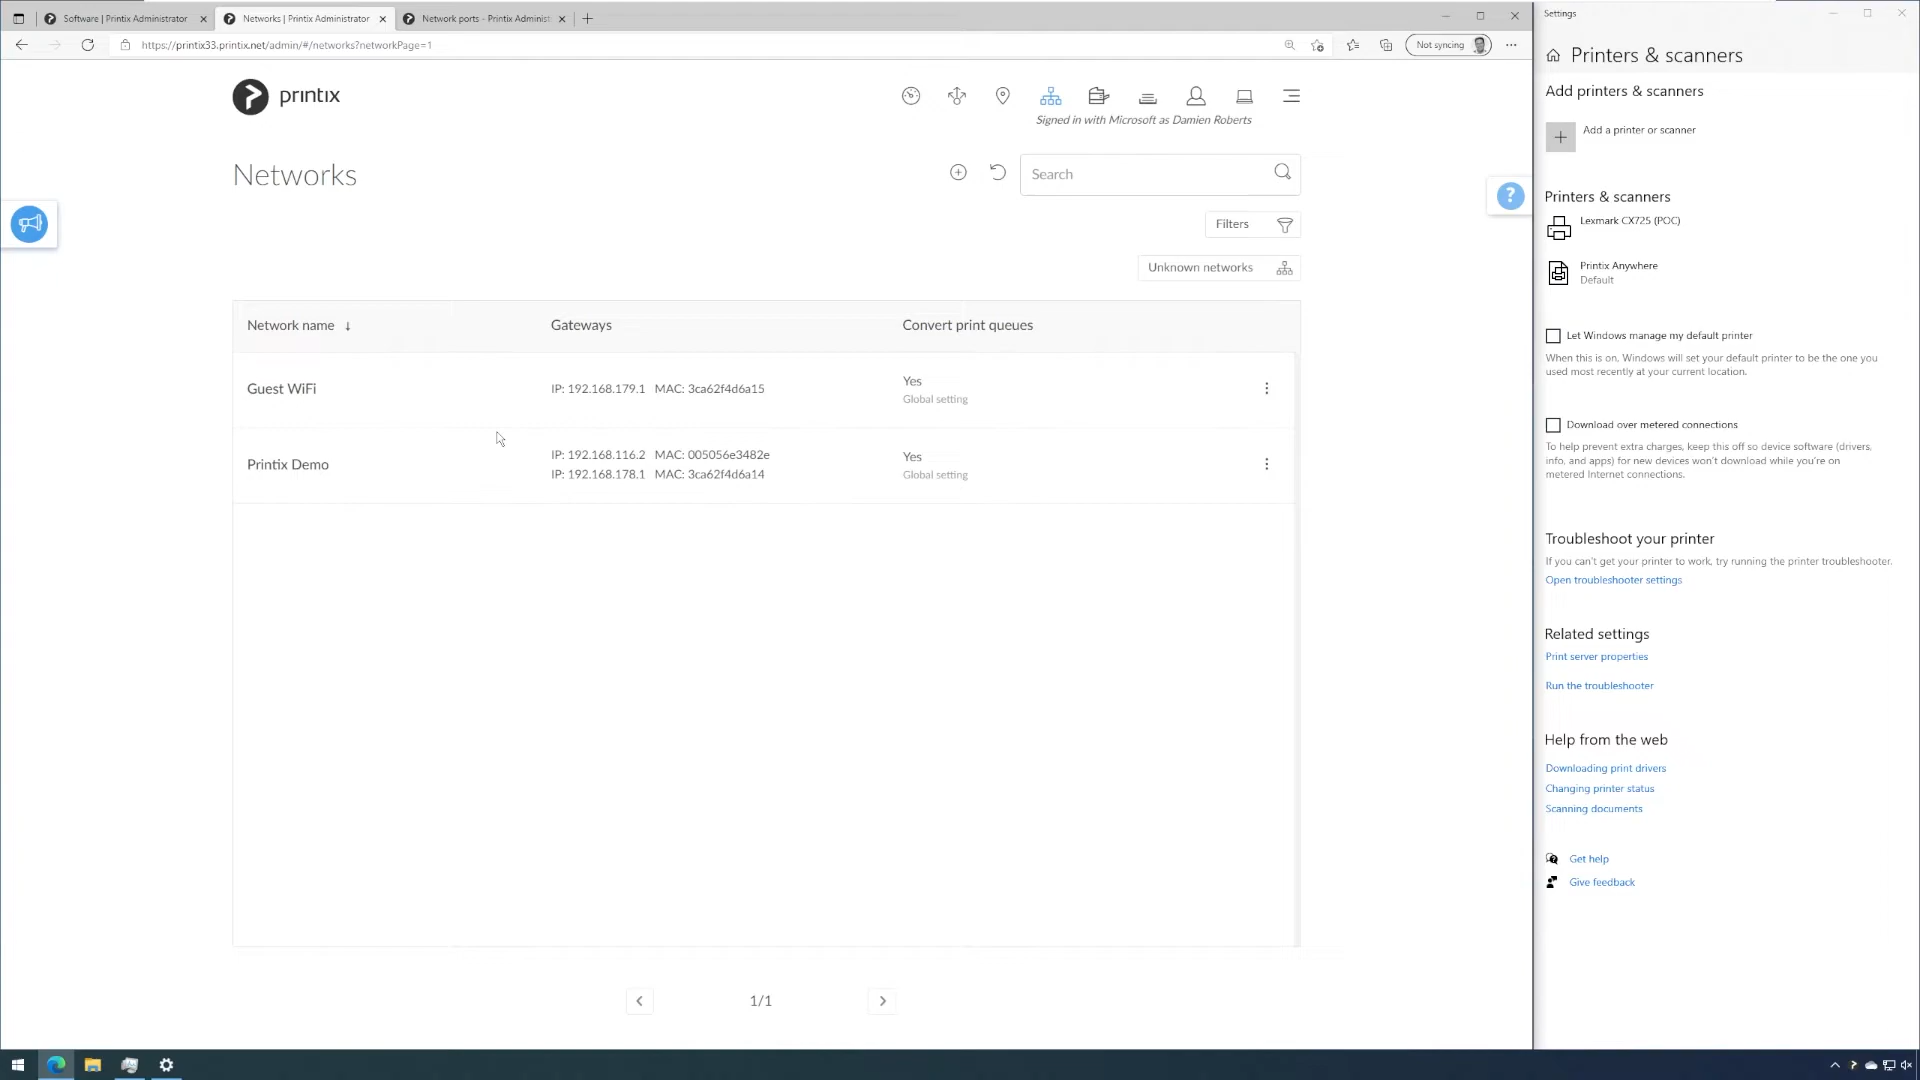 Software | Printix Administrator
Networks | Printix Administrator
Network ports - Printix Administ
https://printix33.printix.net/admin/#/networks?networkPage=1
Not syncing
printix
Signed in with Microsoft as Damien Roberts
Networks
Search
Filters
Unknown networks
Network name ↓
Gateways
Convert print queues
Guest WiFi
IP: 192.168.179.1 MAC: 3ca62f4d6a15
Yes
Global setting
Printix Demo
IP: 192.168.116.2 MAC: 005056e3482e
IP: 192.168.178.1 MAC: 3ca62f4d6a14
Yes
Global setting
1/1
?
Settings
Printers & scanners
Add printers & scanners
Add a printer or scanner
Printers & scanners
Lexmark CX725 (POC)
Printix Anywhere
Default
Let Windows manage my default printer
When this is on, Windows will set your default printer to be the one you
used most recently at your current location.
Download over metered connections
To help prevent extra charges, keep this off so device software (drivers,
info, and apps) for new devices won't download while you're on
metered Internet connections.
Troubleshoot your printer
If you can't get your printer to work, try running the printer troubleshooter.
Open troubleshooter settings
Related settings
Print server properties
Run the troubleshooter
Help from the web
Downloading print drivers
Changing printer status
Scanning documents
Get help
Give feedback